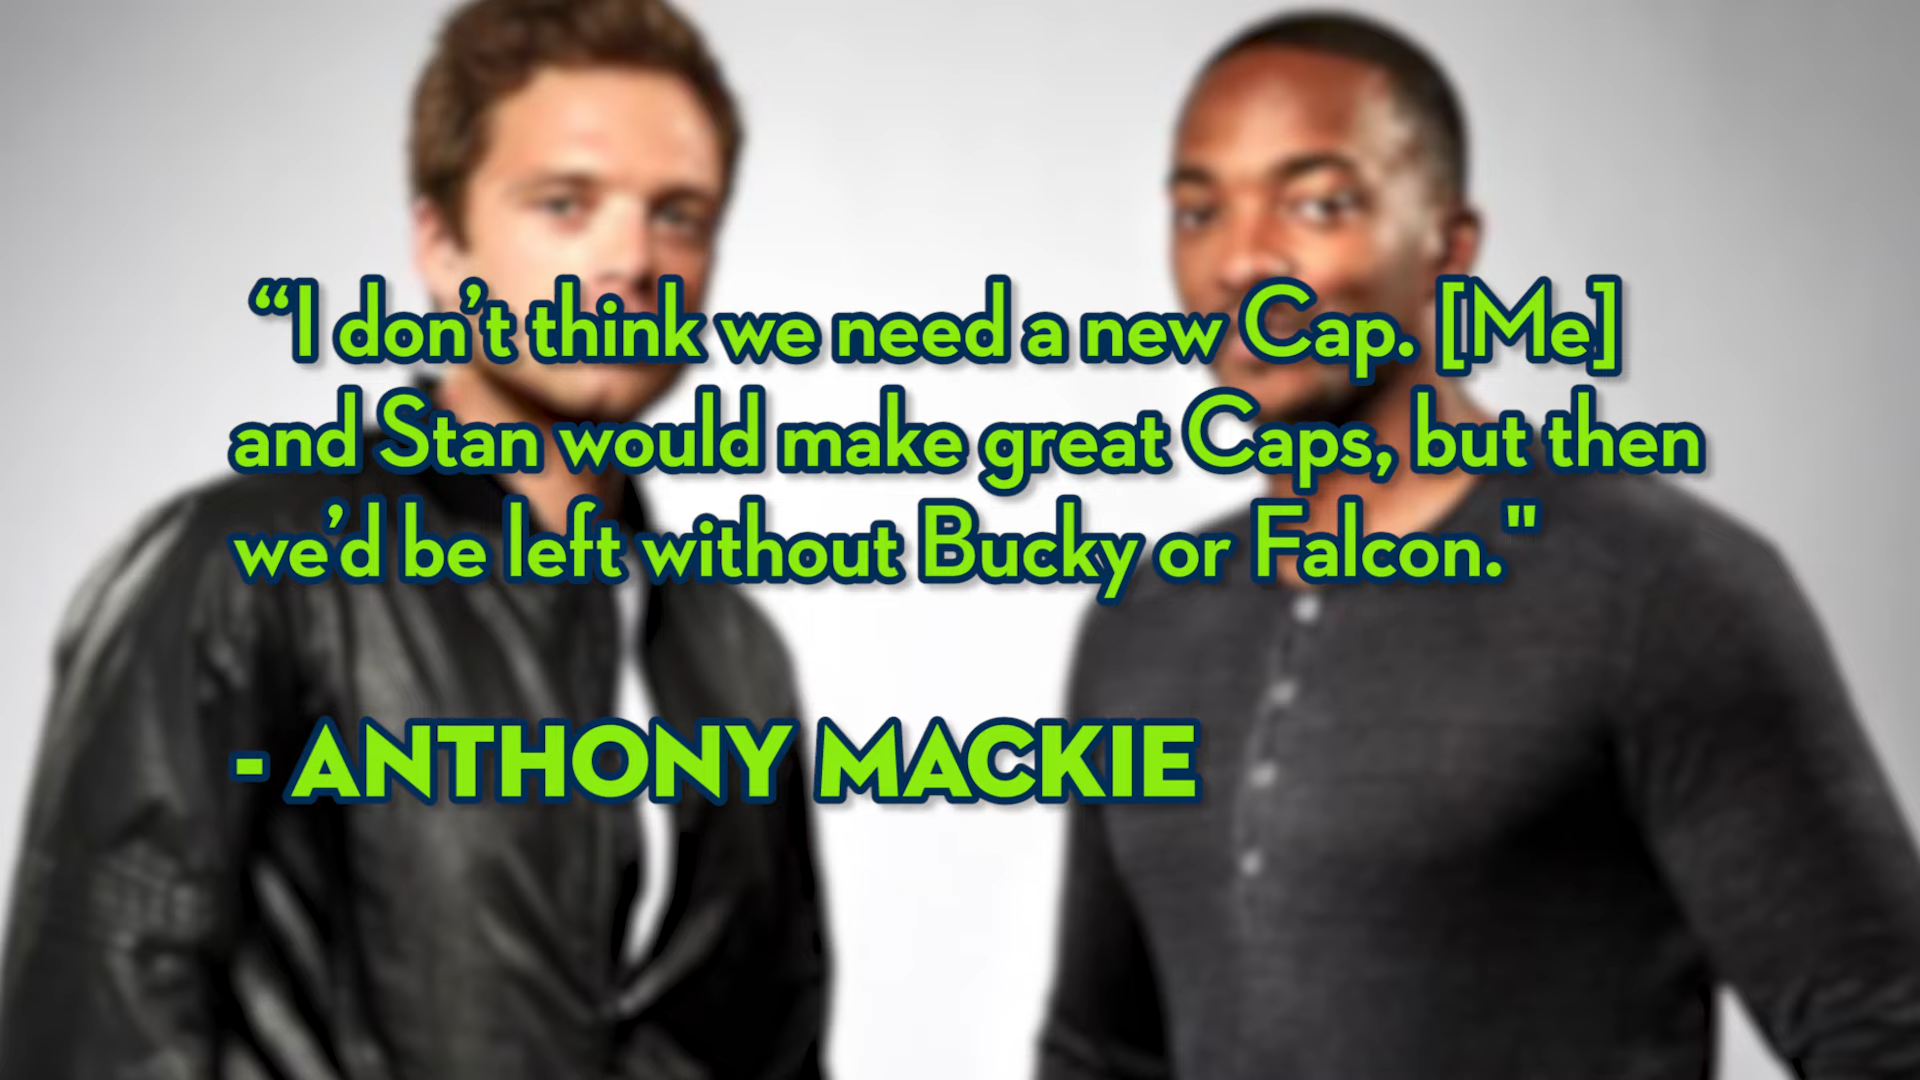 “I don’t think we need a new Cap. [Me]
and Stan would make great Caps, but then
we’d be left without Bucky or Falcon."
- ANTHONY MACKIE